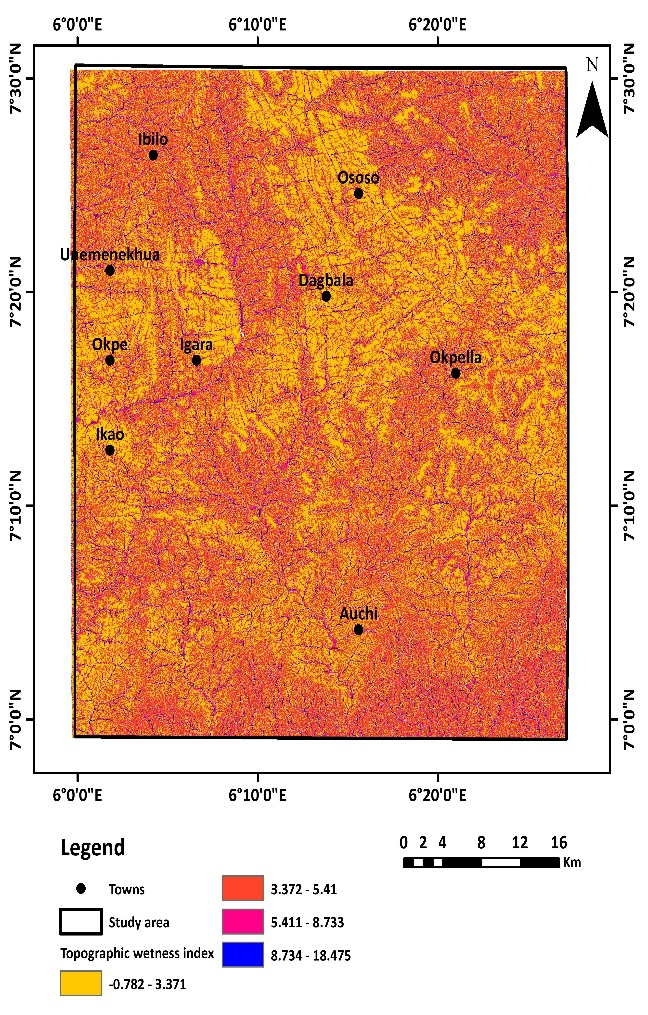 6°0'0"E 6°10'0"E 6°20'0"E
N
7°30'0"N 7°30'0"N
Ibilo
Ososo
Unemenekhua
7°20'0"N 7°20'0"N
Dagbala
Okpe Igara
Okpella
Ikao
7°10'0"N 7°10'0"N
Auchi
7°0'0"N 7°0'0"N
6°0'0"E 6°10'0"E 6°20'0"E
Legend
0 2 4 8 12 16
Km
Towns
Study area
Topographic wetness index
-0.782 - 3.371
3.372 - 5.41
5.411 - 8.733
8.734 - 18.475